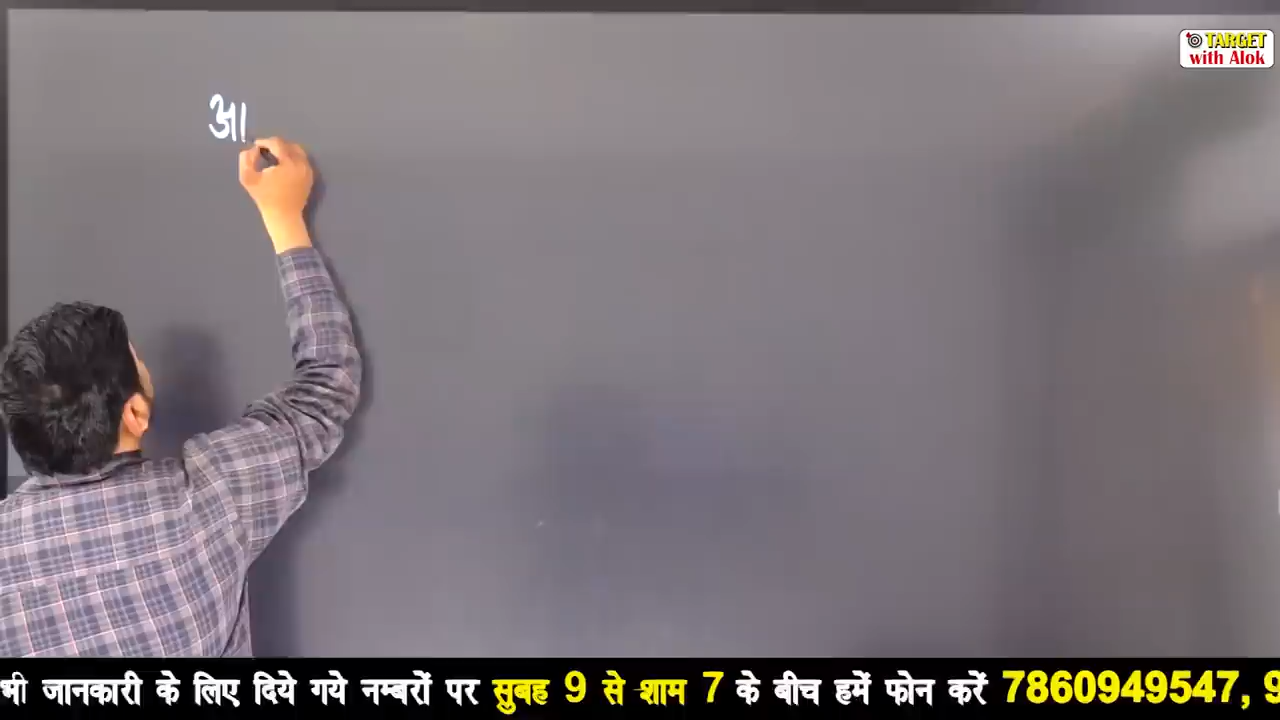 TARGET
with Alok
आ
भी जानकारी के लिए दिये गये नम्बरों पर सुबह 9 से शाम 7 के बीच हमें फोन करें 7860949547, 9